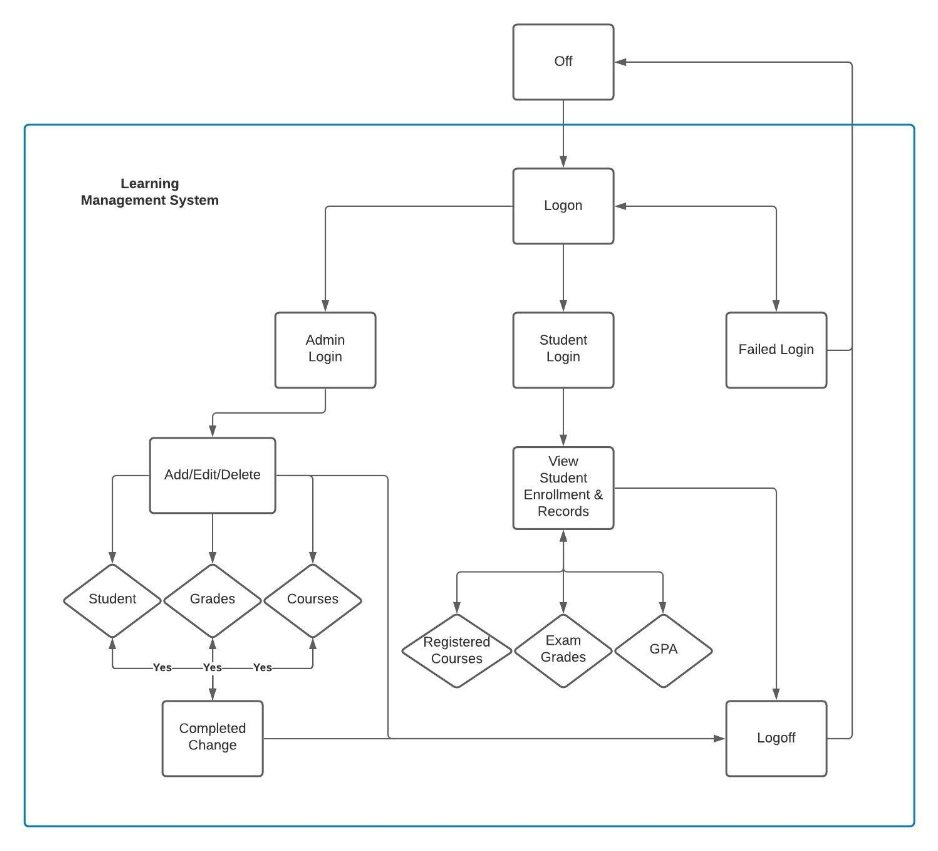 Off
Learning
Management System
Logon
Admin
Login
Student
Login
Failed Login
Add/Edit/Delete
View
Student
Enrollment &
Records
Student
Grades
Courses
Registered
Courses
Exam
Grades
GPA
Yes
Yes
Yes
Completed
Change
Logoff